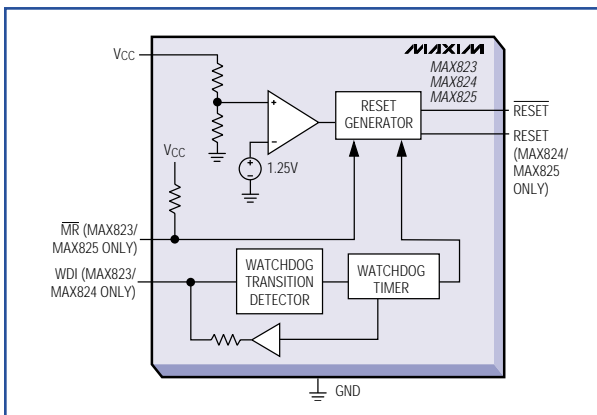 VCC
MAXIM
MAX823
MAX824
MAX825
RESET
GENERATOR
RESET
RESET
(MAX824/
MAX825
ONLY)
+
−
+
−
1.25V
VCC
MR (MAX823/
MAX825 ONLY)
WDI (MAX823/
MAX824 ONLY)
WATCHDOG
TRANSITION
DETECTOR
WATCHDOG
TIMER
GND